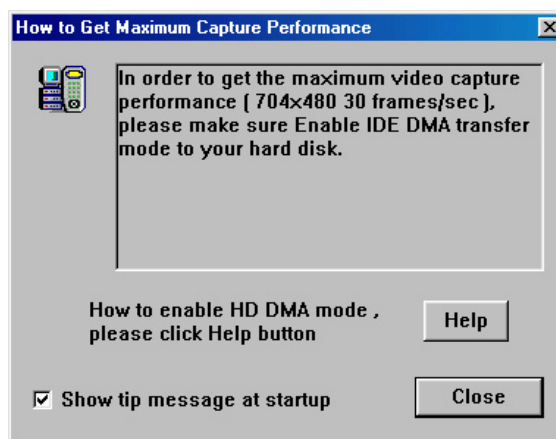 How to Get Maximum Capture Performance
In order to get the maximum video capture
performance ( 704x480 30 frames/sec ),
please make sure Enable IDE DMA transfer
mode to your hard disk.
How to enable HD DMA mode ,
please click Help button
Help
Show tip message at startup
Close